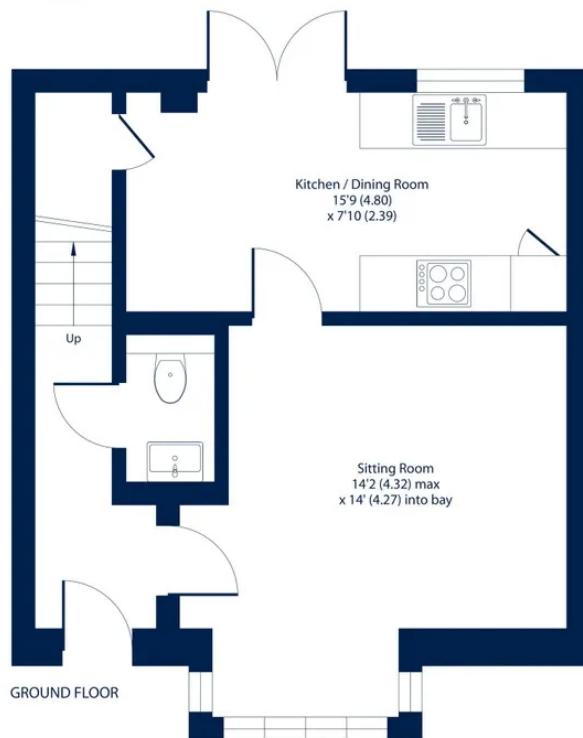 Kitchen / Dining Room
15'9 (4.80)
x 7'10 (2.39)
Up
Sitting Room
14'2 (4.32) max
x 14' (4.27) into bay
GROUND FLOOR